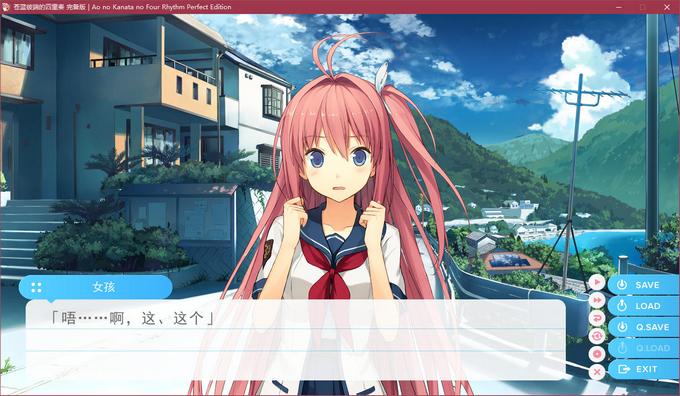 苍蓝彼端的四重奏 完整版 | Ao no Kanata no Four Rhythm Perfect Edition
女孩
「唔……啊，这、这个」
SAVE
LOAD
Q.SAVE
Q.LOAD
EXIT